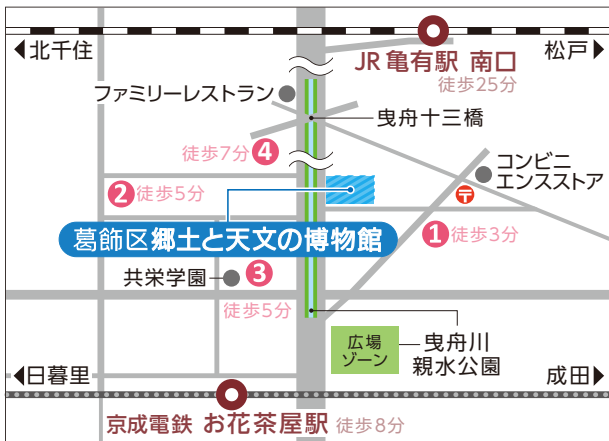 ◀北千住
松戸▶
JR 亀有駅 南口
徒歩25分
ファミリーレストラン
曳舟十三橋
徒歩7分 4
コンビニ
エンスストア
〒
2 徒歩5分
1 徒歩3分
葛飾区郷土と天文の博物館
共栄学園
3
徒歩5分
広場
ゾーン
曳舟川
親水公園
◀日暮里
成田▶
京成電鉄 お花茶屋駅 徒歩8分